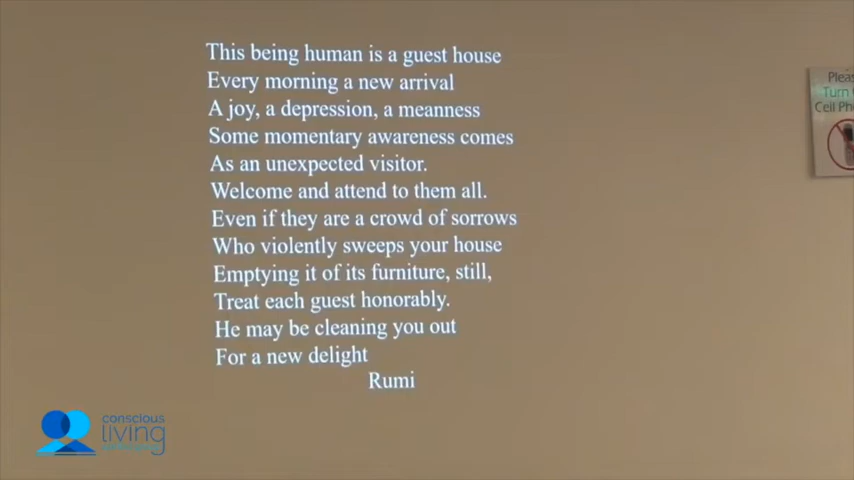 This being human is a guest house
Every morning a new arrival
A joy, a depression, a meanness
Some momentary awareness comes
As an unexpected visitor.
Welcome and attend to them all.
Even if they are a crowd of sorrows
Who violently sweeps your house
Emptying it of its furniture, still,
Treat each guest honorably.
He may be cleaning you out
For a new delight
Rumi
Turn
Cell
conscious
living